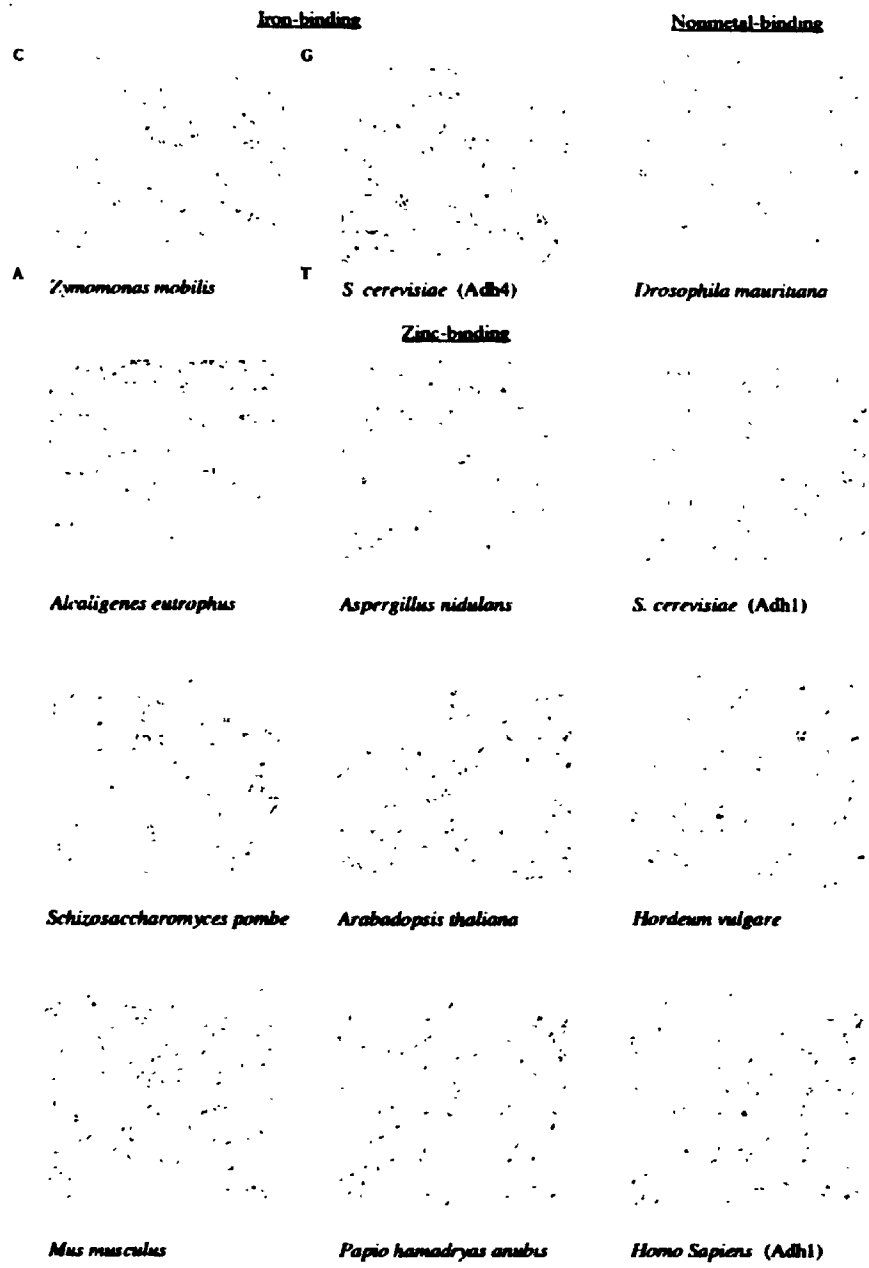 Iron-binding
Nonmetal-binding
C
G
A
T
Zymomonas mobilis
S cerevisiae (Adh4)
Drosophila mauritiana
Zinc-binding
Alcaligenes eutrophus
Aspergillus nidulans
S. cerevisiae (Adh1)
Schizosaccharomyces pombe
Arabadopsis thaliana
Hordeum vulgare
Mus musculus
Papio hamadryas anubis
Homo Sapiens (Adh1)